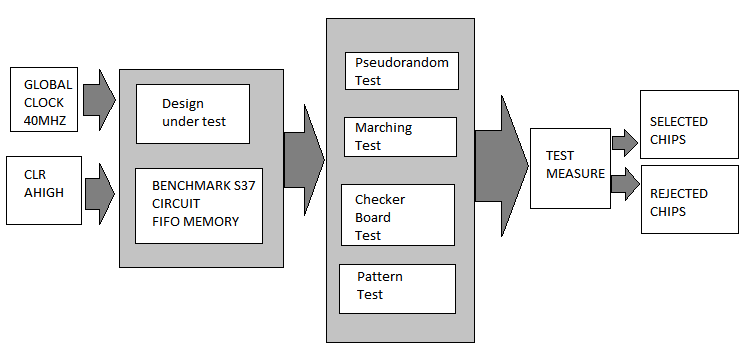 GLOBAL
CLOCK
40MHZ
CLR
AHIGH
Design
under test
BENCHMARK S37
CIRCUIT
FIFO MEMORY
Pseudorandom
Test
Marching
Test
Checker
Board
Test
Pattern
Test
TEST
MEASURE
SELECTED
CHIPS
REJECTED
CHIPS